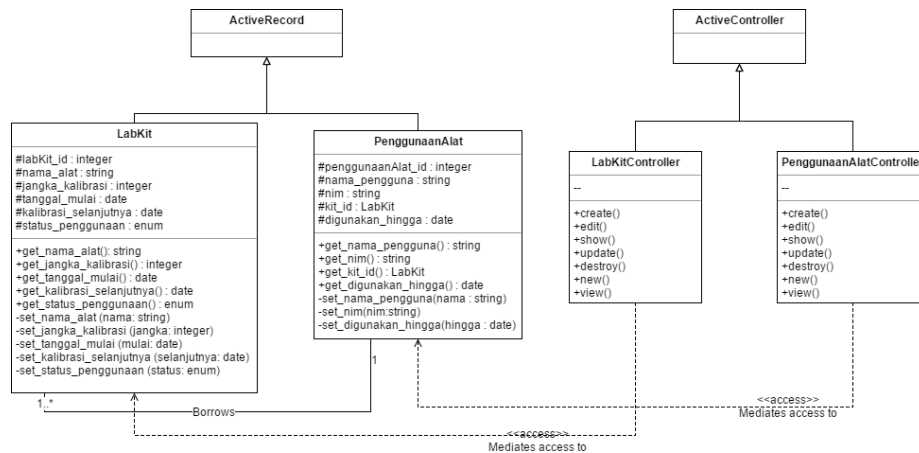 ActiveRecord
ActiveController
LabKit
#labKit_id : integer
#nama_alat : string
#jangka_kalibrasi : integer
#tanggal_mulai : date
#kalibrasi_selanjutnya : date
#status_penggunaan : enum
+get_nama_alat(): string
+get_jangka_kalibrasi() : integer
+get_tanggal_mulai() : date
+get_kalibrasi_selanjutnya() : date
+get_status_penggunaan() : enum
-set_nama_alat (nama: string)
-set_jangka_kalibrasi (jangka: integer)
-set_tanggal_mulai (mulai: date)
-set_kalibrasi_selanjutnya (selanjutnya: date)
-set_status_penggunaan (status: enum)
PenggunaanAlat
#penggunaanAlat_id : integer
#nama_pengguna : string
#nim : string
#kit_id : LabKit
#digunakan_hingga : date
+get_nama_pengguna() : string
+get_nim() : string
+get_kit_id() : LabKit
+get_digunakan_hingga() : date
-set_nama_pengguna(nama : string)
-set_nim(nim:string)
-set_digunakan_hingga(hingga : date)
LabKitController
--
+create()
+edit()
+show()
+update()
+destroy()
+new()
+view()
PenggunaanAlatController
--
+create()
+edit()
+show()
+update()
+destroy()
+new()
+view()
1
1..*
Borrows
<<access>>
Mediates access to
<<access>>
Mediates access to